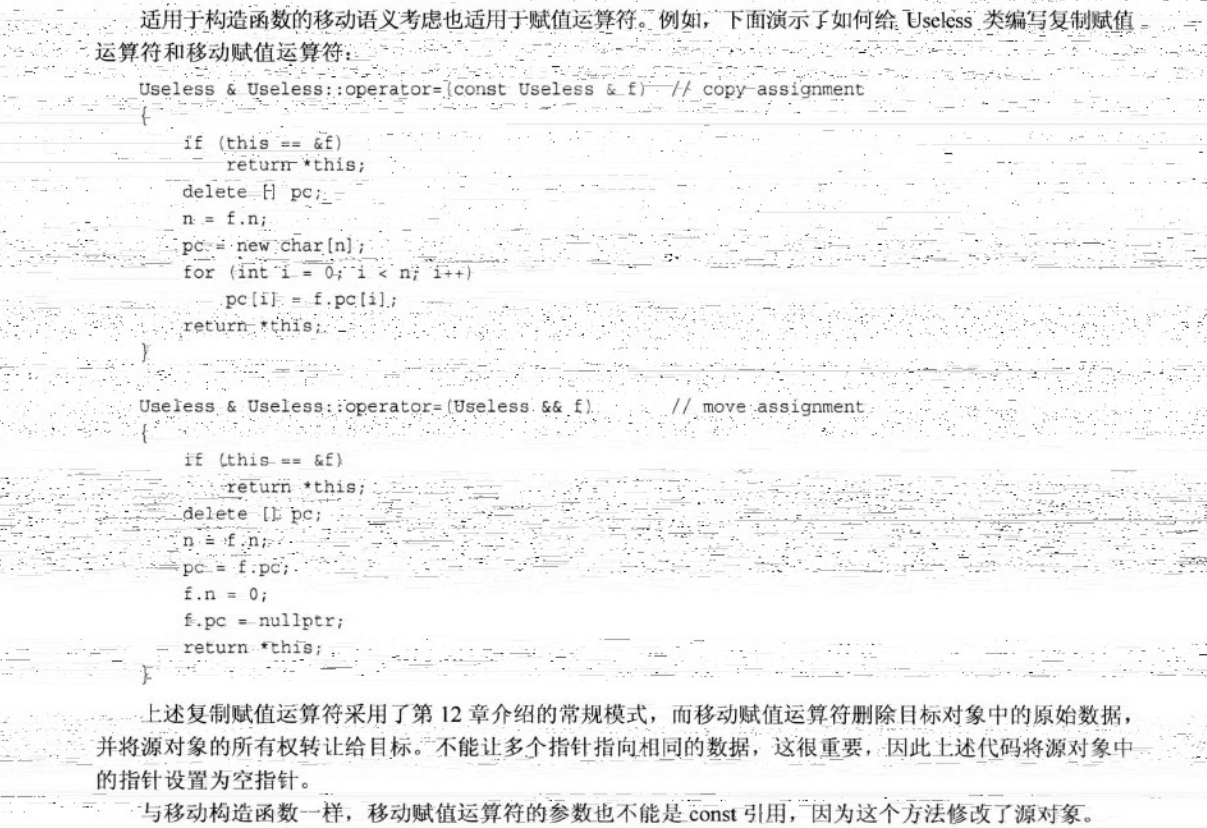 适用于构造函数的移动语义考虑也适用于赋值运算符。例如，下面演示了如何给 Useless 类编写复制赋值
运算符和移动赋值运算符：
Useless & Useless::operator=(const Useless & f)  // copy assignment
{
    if (this == &f)
        return *this;
    delete [] pc;
    n = f.n;
    pc = new char[n];
    for (int i = 0; i < n; i++)
        pc[i] = f.pc[i];
    return *this;
}
Useless & Useless::operator=(Useless && f)       // move assignment
{
    if (this == &f)
        return *this;
    delete [] pc;
    n = f.n;
    pc = f.pc;
    f.n = 0;
    f.pc = nullptr;
    return *this;
}
上述复制赋值运算符采用了第 12 章介绍的常规模式，而移动赋值运算符删除目标对象中的原始数据，
并将源对象的所有权转让给目标。不能让多个指针指向相同的数据，这很重要，因此上述代码将源对象中
的指针设置为空指针。
与移动构造函数一样，移动赋值运算符的参数也不能是 const 引用，因为这个方法修改了源对象。